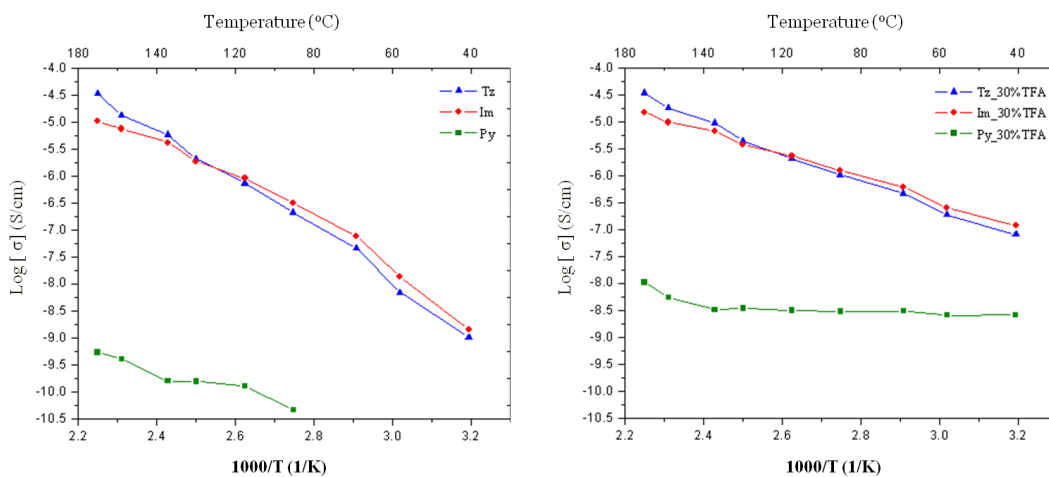 Temperature (°C)
180 160 140 120 100 80 60 40
-4.0
-4.5
-5.0
-5.5
-6.0
-6.5
-7.0
-7.5
-8.0
-8.5
-9.0
-9.5
-10.0
-10.5
Log [ σ] (S/cm)
Tz
Im
Py
2.2 2.4 2.6 2.8 3.0 3.2
1000/T (1/K)
Temperature (°C)
180 160 140 120 100 80 60 40
-4.0
-4.5
-5.0
-5.5
-6.0
-6.5
-7.0
-7.5
-8.0
-8.5
-9.0
-9.5
-10.0
-10.5
Log [ σ] (S/cm)
Tz_30%TFA
Im_30%TFA
Py_30%TFA
2.2 2.4 2.6 2.8 3.0 3.2
1000/T (1/K)